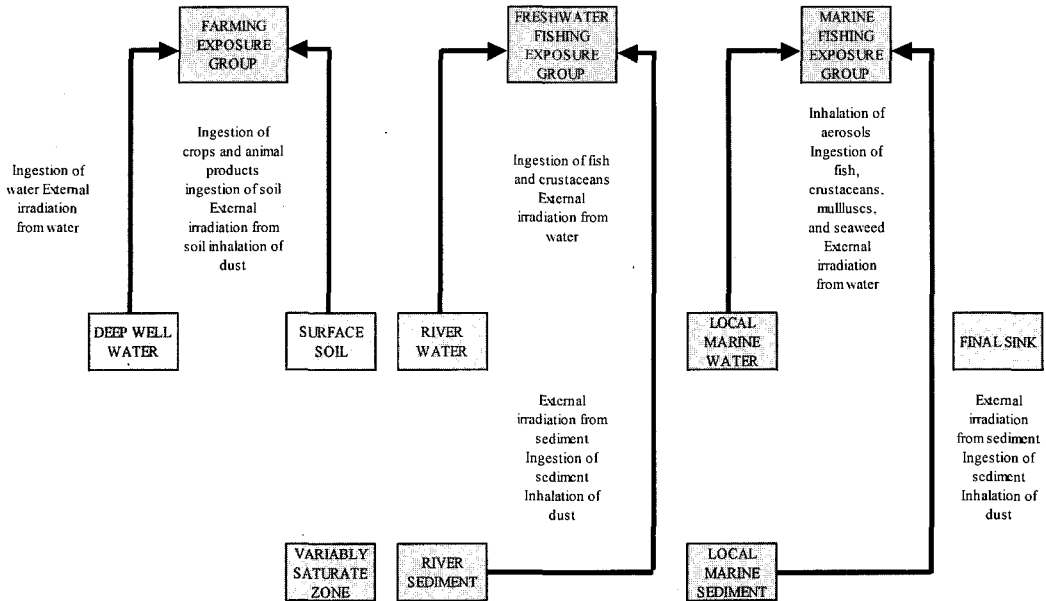 FARMING
EXPOSURE
GROUP
FRESHWATER
FISHING
EXPOSURE
GROUP
MARINE
FISHING
EXPOSURE
GROUP
Ingestion of
water External
irradiation
from water
Ingestion of
crops and animal
products
ingestion of soil
External
irradiation from
soil inhalation of
dust
Ingestion of fish
and crustaceans
External
irradiation from
water
Inhalation of
aerosols
Ingestion of
fish,
crustaceans,
mullluses,
and seaweed
External
irradiation
from water
DEEP WELL
WATER
SURFACE
SOIL
RIVER
WATER
LOCAL
MARINE
WATER
FINAL SINK
External
irradiation from
sediment
Ingestion of
sediment
Inhalation of
dust
External
irradiation
from sediment
Ingestion of
sediment
Inhalation of
dust
VARIABLY
SATURATE
ZONE
RIVER
SEDIMENT
LOCAL
MARINE
SEDIMENT